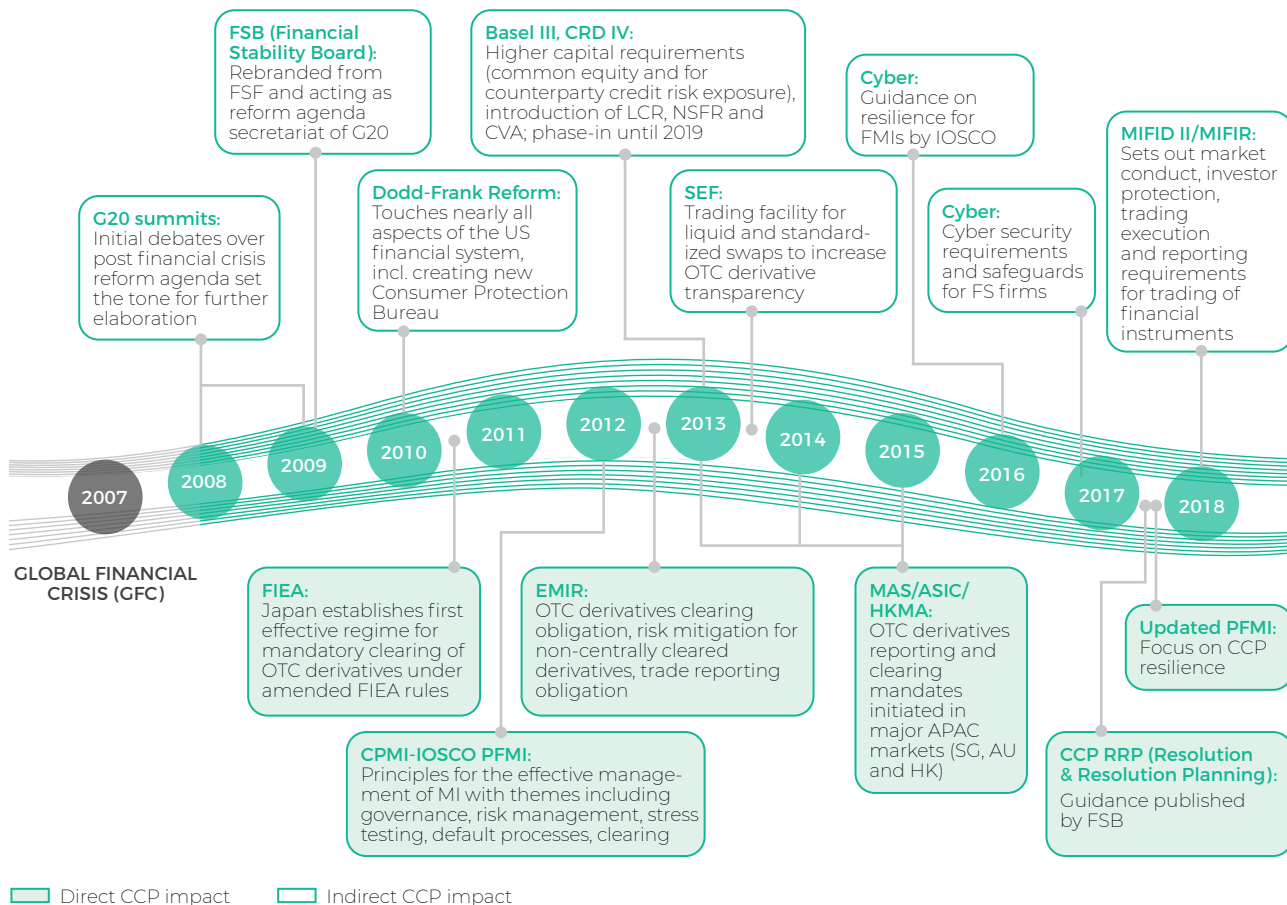 FSB (Financial
Stability Board):
Rebranded from
FSF and acting as
reform agenda
secretariat of G20
Basel III, CRD IV:
Higher capital requirements
(common equity and for
counterparty credit risk exposure),
introduction of LCR, NSFR and
CVA; phase-in until 2019
Cyber:
Guidance on
resilience for
FMIs by IOSCO
MIFID II/MIFIR:
Sets out market
conduct, investor
protection,
trading
execution
and reporting
requirements
for trading of
financial
instruments
G20 summits:
Initial debates over
post financial crisis
reform agenda set
the tone for further
elaboration
Dodd-Frank Reform:
Touches nearly all
aspects of the US
financial system,
incl. creating new
Consumer Protection
Bureau
SEF:
Trading facility for
liquid and standard-
ized swaps to increase
OTC derivative
transparency
Cyber:
Cyber security
requirements
and safeguards
for FS firms
2007
2008
2009
2010
2011
2012
2013
2014
2015
2016
2017
2018
GLOBAL FINANCIAL
CRISIS (GFC)
FIEA:
Japan establishes first
effective regime for
mandatory clearing of
OTC derivatives under
amended FIEA rules
EMIR:
OTC derivatives clearing
obligation, risk mitigation for
non-centrally cleared
derivatives, trade reporting
obligation
MAS/ASIC/
HKMA:
OTC derivatives
reporting and
clearing
mandates
initiated in
major APAC
markets (SG, AU
and HK)
Updated PFMI:
Focus on CCP
resilience
CPMI-IOSCO PFMI:
Principles for the effective manage-
ment of MI with themes including
governance, risk management, stress
testing, default processes, clearing
CCP RRP (Resolution
& Resolution Planning):
Guidance published
by FSB
Direct CCP impact
Indirect CCP impact